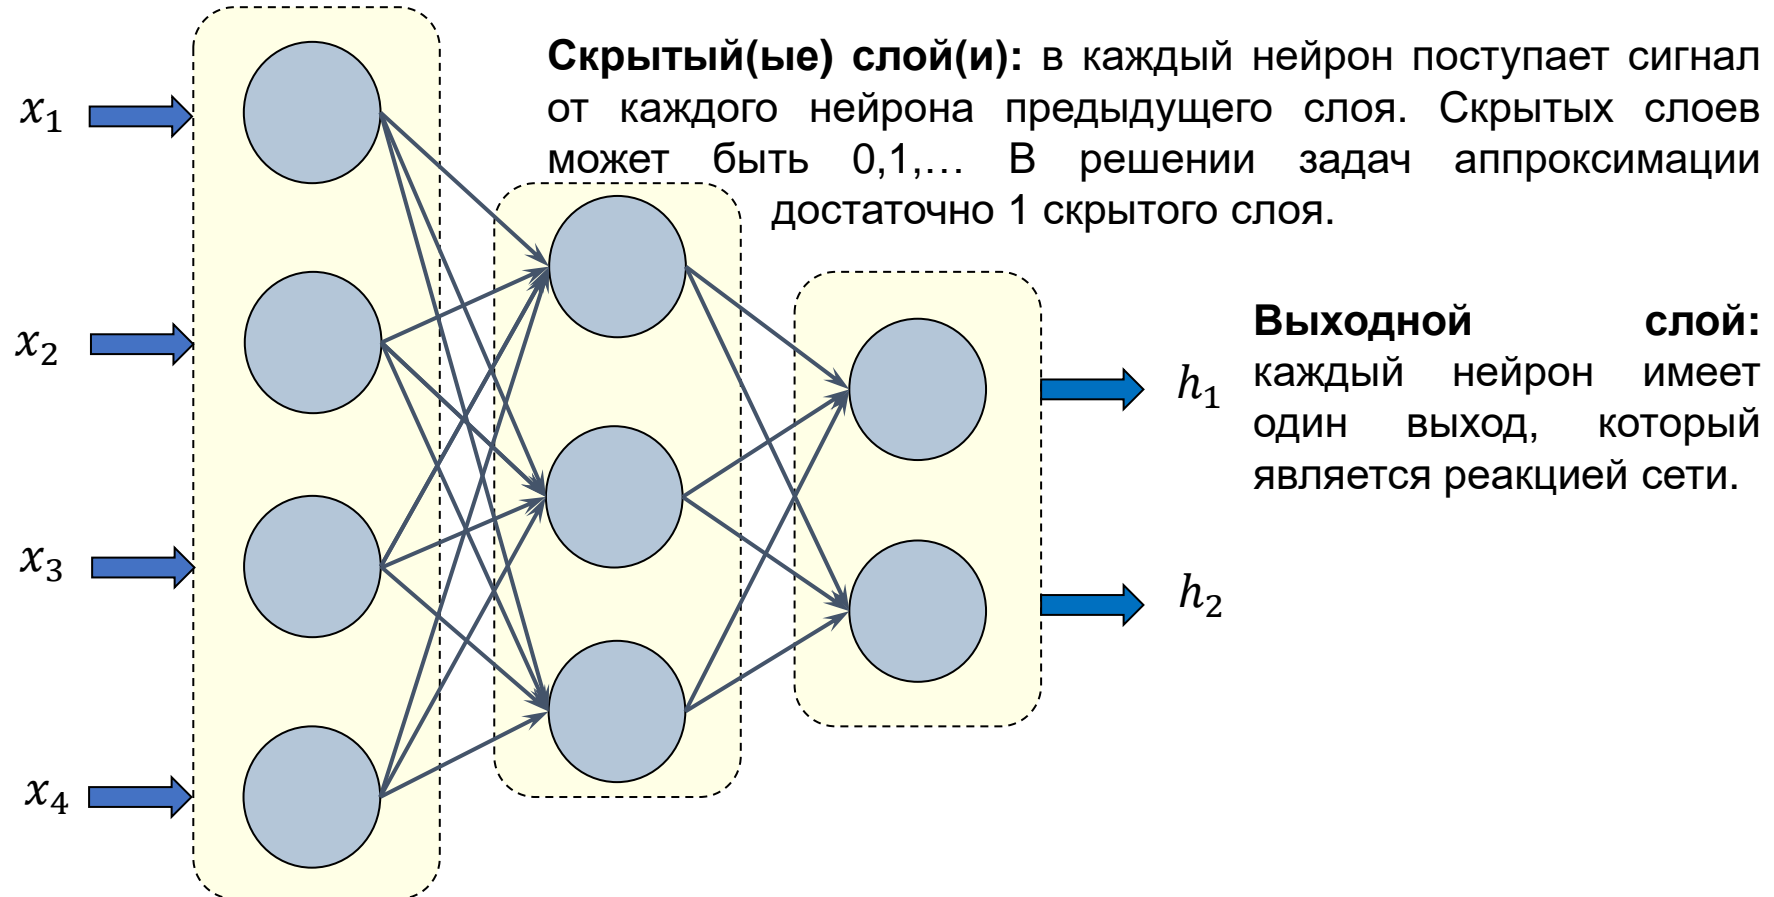 Скрытый(ые) слой(и): в каждый нейрон поступает сигнал
от каждого нейрона предыдущего слоя. Скрытых слоев
может быть 0,1,… В решении задач аппроксимации
достаточно 1 скрытого слоя.
x₁
x₂
x₃
x₄
h₁
h₂
Выходной слой:
каждый нейрон имеет
один выход, который
является реакцией сети.